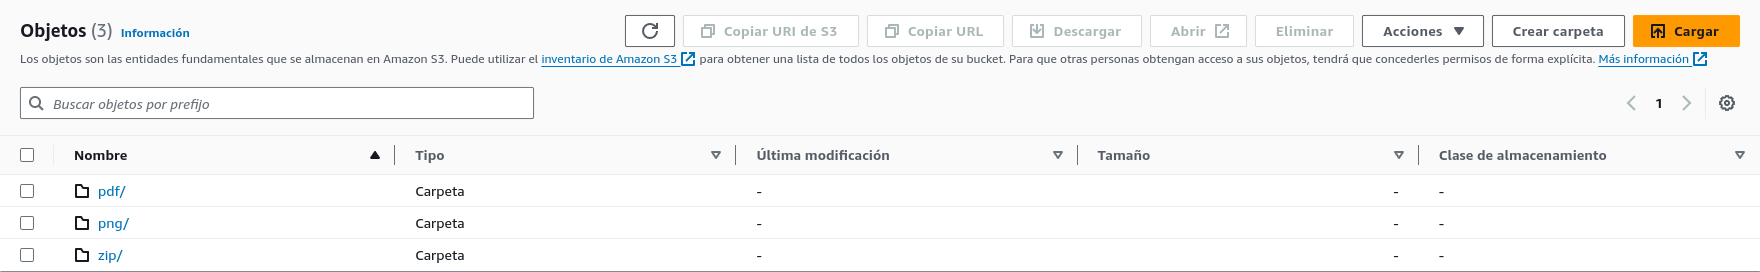 Objetos (3) Información Copiar URI de S3 Copiar URL Descargar Abrir Eliminar Acciones Crear carpeta Cargar
Los objetos son las entidades fundamentales que se almacenan en Amazon S3. Puede utilizar el inventario de Amazon S3 para obtener una lista de todos los objetos de su bucket. Para que otras personas obtengan acceso a sus objetos, tendrá que concederles permisos de forma explícita. Más información
Buscar objetos por prefijo 1
Nombre Tipo Última modificación Tamaño Clase de almacenamiento
pdf/ Carpeta - - -
png/ Carpeta - - -
zip/ Carpeta - - -